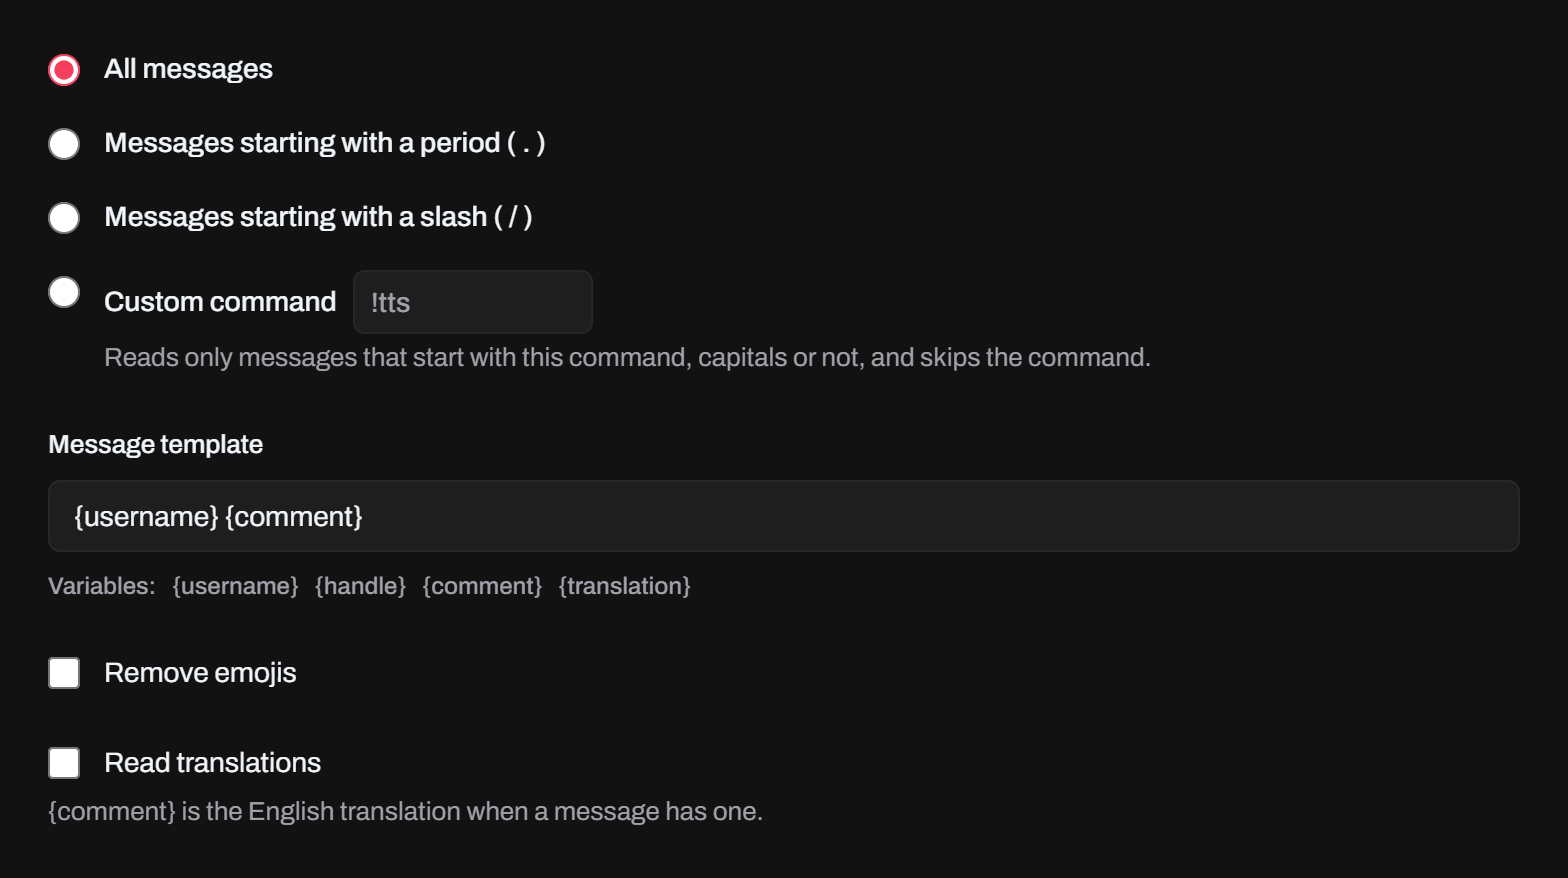 All messages
Messages starting with a period ( . )
Messages starting with a slash ( / )
Custom command !tts
Reads only messages that start with this command, capitals or not, and skips the command.
Message template
{username} {comment}
Variables: {username} {handle} {comment} {translation}
Remove emojis
Read translations
{comment} is the English translation when a message has one.